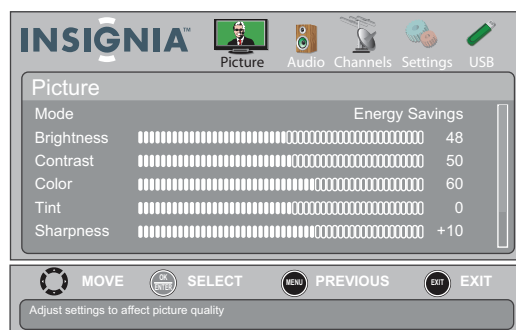 INSIGNIA™
Picture Audio Channels Settings USB
Picture
Mode Energy Savings
Brightness 48
Contrast 50
Color 60
Tint 0
Sharpness +10
MOVE OK ENTER SELECT MENU PREVIOUS EXIT EXIT
Adjust settings to affect picture quality